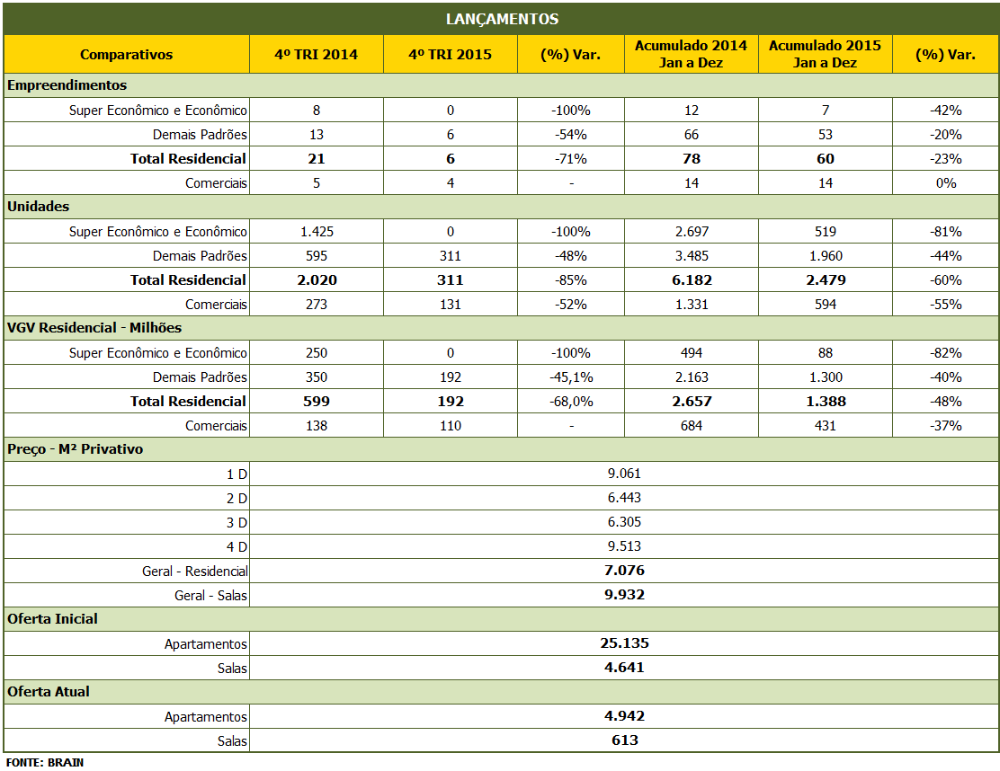 LANÇAMENTOS
Comparativos 4º TRI 2014 4º TRI 2015 (%) Var. Acumulado 2014 Jan a Dez Acumulado 2015 Jan a Dez (%) Var.
Empreendimentos
Super Econômico e Econômico 8 0 -100% 12 7 -42%
Demais Padrões 13 6 -54% 66 53 -20%
Total Residencial 21 6 -71% 78 60 -23%
Comerciais 5 4 - 14 14 0%
Unidades
Super Econômico e Econômico 1.425 0 -100% 2.697 519 -81%
Demais Padrões 595 311 -48% 3.485 1.960 -44%
Total Residencial 2.020 311 -85% 6.182 2.479 -60%
Comerciais 273 131 -52% 1.331 594 -55%
VGV Residencial - Milhões
Super Econômico e Econômico 250 0 -100% 494 88 -82%
Demais Padrões 350 192 -45,1% 2.163 1.300 -40%
Total Residencial 599 192 -68,0% 2.657 1.388 -48%
Comerciais 138 110 - 684 431 -37%
Preço - M² Privativo
1 D 9.061
2 D 6.443
3 D 6.305
4 D 9.513
Geral - Residencial 7.076
Geral - Salas 9.932
Oferta Inicial
Apartamentos 25.135
Salas 4.641
Oferta Atual
Apartamentos 4.942
Salas 613
FONTE: BRAIN